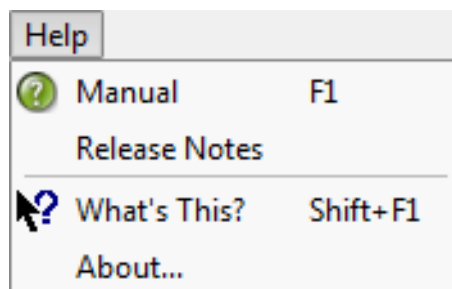 Help
Manual F1
Release Notes
What's This? Shift+F1
About...